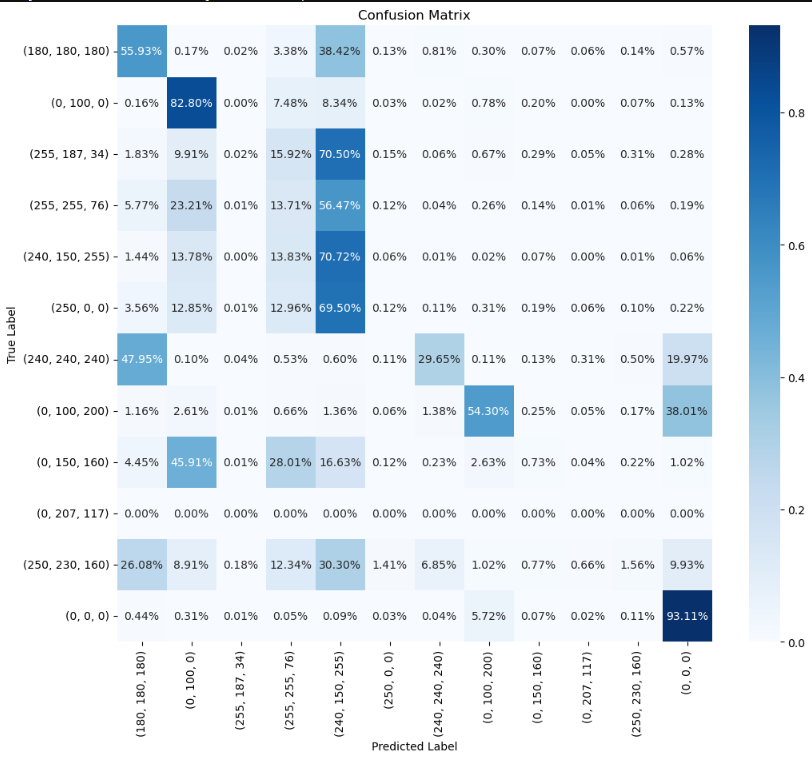 Confusion Matrix
(180, 180, 180) 55.93% 0.17% 0.02% 3.38% 38.42% 0.13% 0.81% 0.30% 0.07% 0.06% 0.14% 0.57%
(0, 100, 0) 0.16% 82.80% 0.00% 7.48% 8.34% 0.03% 0.02% 0.78% 0.20% 0.00% 0.07% 0.13%
(255, 187, 34) 1.83% 9.91% 0.02% 15.92% 70.50% 0.15% 0.06% 0.67% 0.29% 0.05% 0.31% 0.28%
(255, 255, 76) 5.77% 23.21% 0.01% 13.71% 56.47% 0.12% 0.04% 0.26% 0.14% 0.01% 0.06% 0.19%
(240, 150, 255) 1.44% 13.78% 0.00% 13.83% 70.72% 0.06% 0.01% 0.02% 0.07% 0.00% 0.01% 0.06%
(250, 0, 0) 3.56% 12.85% 0.01% 12.96% 69.50% 0.12% 0.11% 0.31% 0.19% 0.06% 0.10% 0.22%
(240, 240, 240) 47.95% 0.10% 0.04% 0.53% 0.60% 0.11% 29.65% 0.11% 0.13% 0.31% 0.50% 19.97%
(0, 100, 200) 1.16% 2.61% 0.01% 0.66% 1.36% 0.06% 1.38% 54.30% 0.25% 0.05% 0.17% 38.01%
(0, 150, 160) 4.45% 45.91% 0.01% 28.01% 16.63% 0.12% 0.23% 2.63% 0.73% 0.04% 0.22% 1.02%
(0, 207, 117) 0.00% 0.00% 0.00% 0.00% 0.00% 0.00% 0.00% 0.00% 0.00% 0.00% 0.00% 0.00%
(250, 230, 160) 26.08% 8.91% 0.18% 12.34% 30.30% 1.41% 6.85% 1.02% 0.77% 0.66% 1.56% 9.93%
(0, 0, 0) 0.44% 0.31% 0.01% 0.05% 0.09% 0.03% 0.04% 5.72% 0.07% 0.02% 0.11% 93.11%
True Label
(180, 180, 180)
(0, 100, 0)
(255, 187, 34)
(255, 255, 76)
(240, 150, 255)
(250, 0, 0)
(240, 240, 240)
(0, 100, 200)
(0, 150, 160)
(0, 207, 117)
(250, 230, 160)
(0, 0, 0)
Predicted Label
0.8
0.6
0.4
0.2
0.0